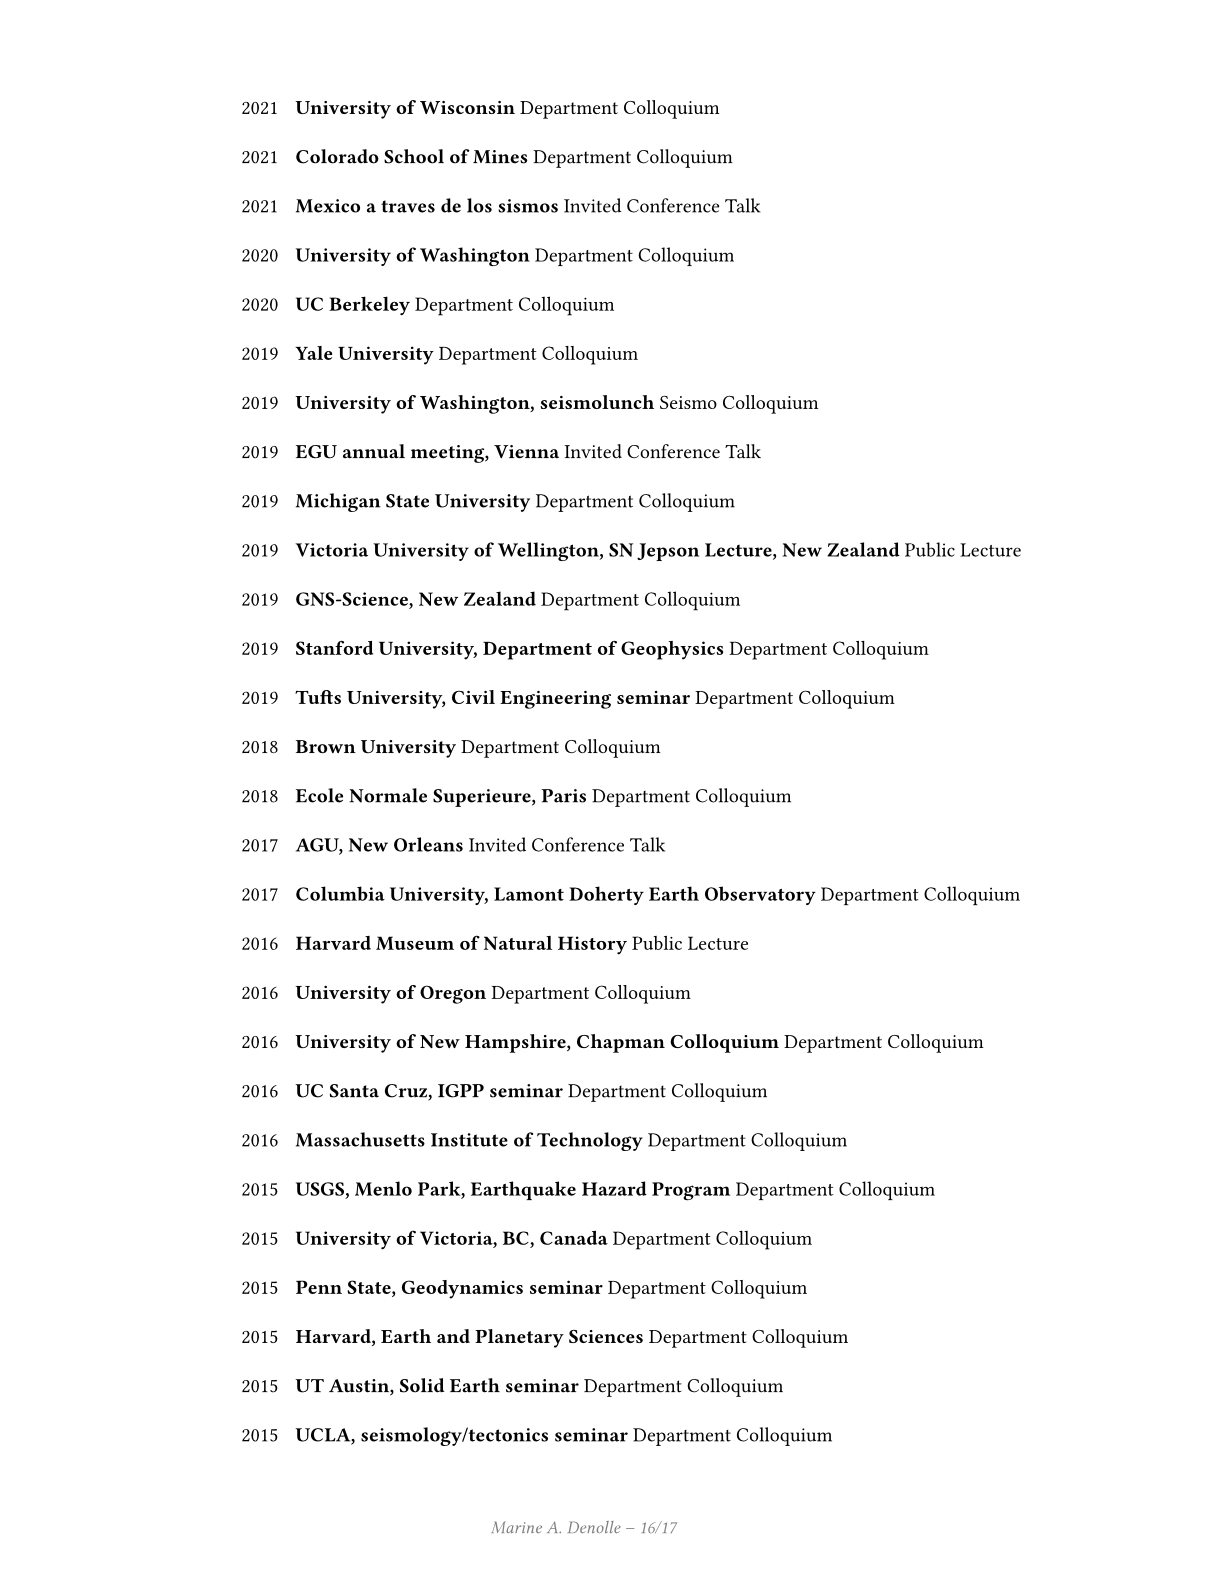 2021 University of Wisconsin Department Colloquium
2021 Colorado School of Mines Department Colloquium
2021 Mexico a traves de los sismos Invited Conference Talk
2020 University of Washington Department Colloquium
2020 UC Berkeley Department Colloquium
2019 Yale University Department Colloquium
2019 University of Washington, seismolunch Seismo Colloquium
2019 EGU annual meeting, Vienna Invited Conference Talk
2019 Michigan State University Department Colloquium
2019 Victoria University of Wellington, SN Jepson Lecture, New Zealand Public Lecture
2019 GNS-Science, New Zealand Department Colloquium
2019 Stanford University, Department of Geophysics Department Colloquium
2019 Tufts University, Civil Engineering seminar Department Colloquium
2018 Brown University Department Colloquium
2018 Ecole Normale Superieure, Paris Department Colloquium
2017 AGU, New Orleans Invited Conference Talk
2017 Columbia University, Lamont Doherty Earth Observatory Department Colloquium
2016 Harvard Museum of Natural History Public Lecture
2016 University of Oregon Department Colloquium
2016 University of New Hampshire, Chapman Colloquium Department Colloquium
2016 UC Santa Cruz, IGPP seminar Department Colloquium
2016 Massachusetts Institute of Technology Department Colloquium
2015 USGS, Menlo Park, Earthquake Hazard Program Department Colloquium
2015 University of Victoria, BC, Canada Department Colloquium
2015 Penn State, Geodynamics seminar Department Colloquium
2015 Harvard, Earth and Planetary Sciences Department Colloquium
2015 UT Austin, Solid Earth seminar Department Colloquium
2015 UCLA, seismology/tectonics seminar Department Colloquium
Marine A. Denolle – 16/17